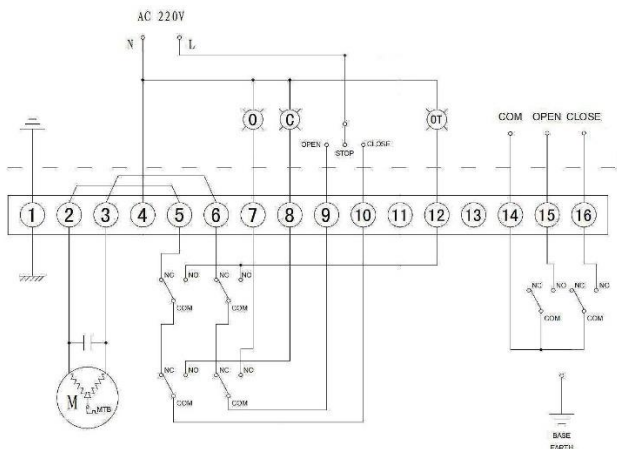 AC 220V
N L
O C OT
COM OPEN CLOSE
OPEN STOP CLOSE
1 2 3 4 5 6 7 8 9 10 11 12 13 14 15 16
NC NO NC NO
COM COM
NC NO NC NO
COM COM
NC NO NC NO
COM COM
M MTB
BASE
EARTH